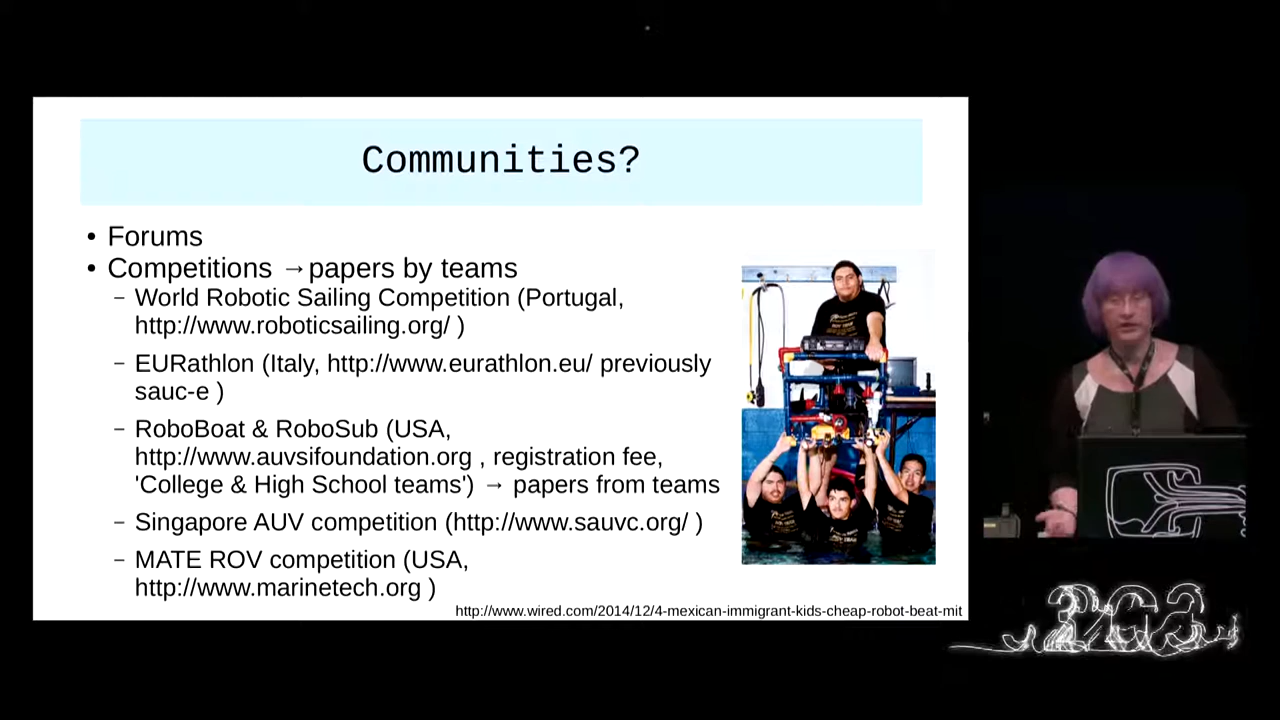 Communities?
• Forums
• Competitions →papers by teams
– World Robotic Sailing Competition (Portugal,
http://www.roboticsailing.org/ )
– EURathlon (Italy, http://www.eurathlon.eu/ previously
sauc-e )
– RoboBoat & RoboSub (USA,
http://www.auvsifoundation.org , registration fee,
'College & High School teams') → papers from teams
– Singapore AUV competition (http://www.sauvc.org/ )
– MATE ROV competition (USA,
http://www.marinetech.org )
http://www.wired.com/2014/12/4-mexican-immigrant-kids-cheap-robot-beat-mit
32C3